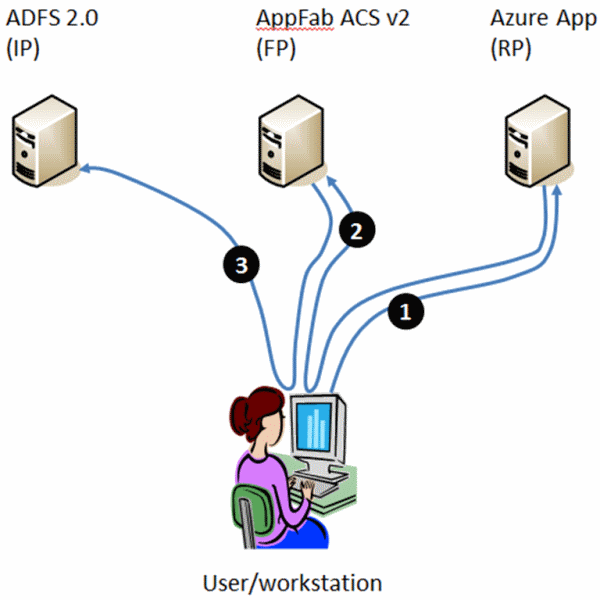 ADFS 2.0
(IP)
AppFab ACS v2
(FP)
Azure App
(RP)
2
3
1
User/workstation